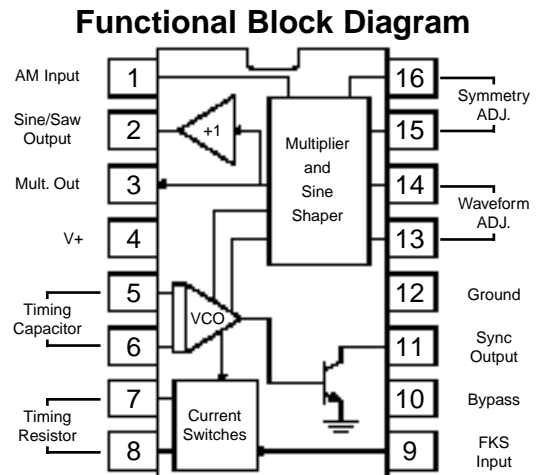 Functional Block Diagram
AM Input
1
16
Symmetry
ADJ.
Sine/Saw
Output
2
+1
15
Multiplier
and
Sine
Shaper
Mult. Out
3
14
Waveform
ADJ.
V+
4
13
5
12
Ground
Timing
Capacitor
VCO
6
11
Sync
Output
7
10
Bypass
Timing
Resistor
Current
Switches
8
9
FKS
Input